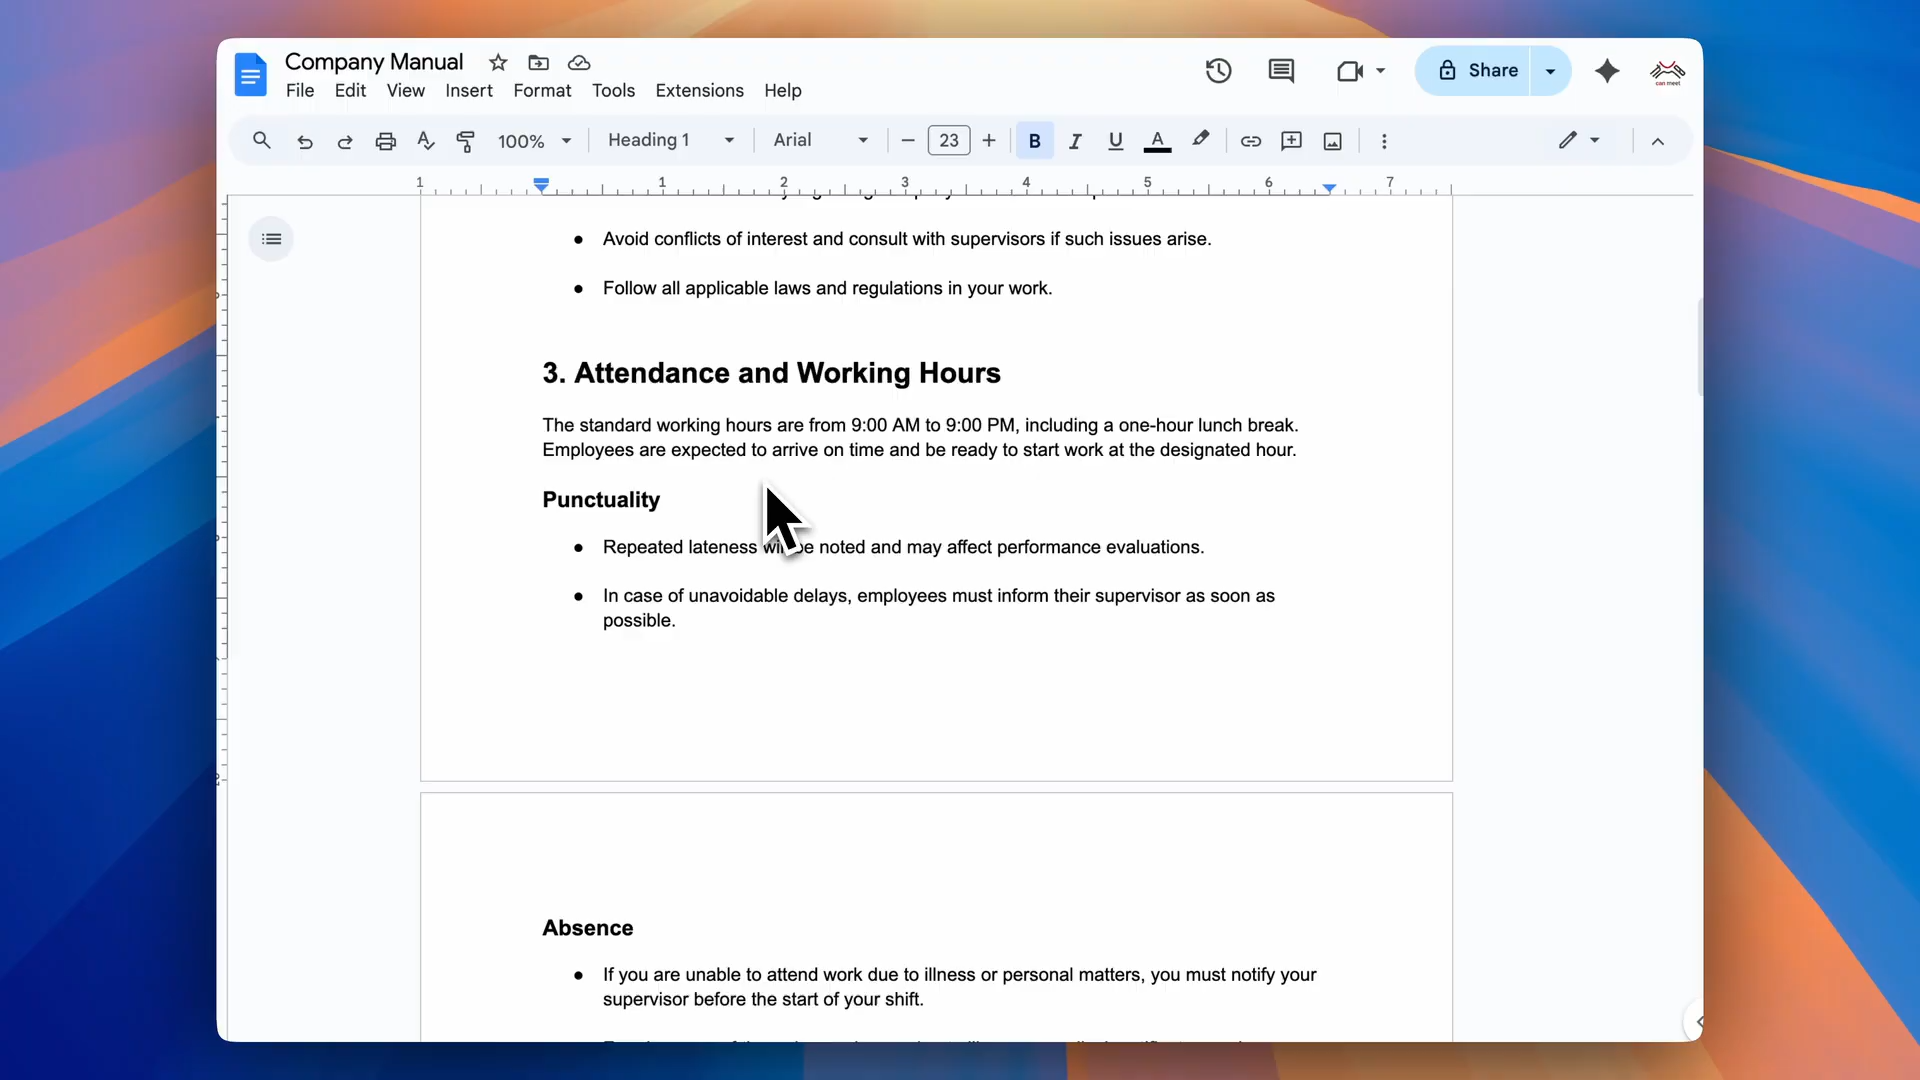 Company Manual
File Edit View Insert Format Tools Extensions Help
Share
can meet
100% Heading 1 Arial 23 B I U A
1 1 2 3 4 5 6 7
Avoid conflicts of interest and consult with supervisors if such issues arise.
Follow all applicable laws and regulations in your work.
3. Attendance and Working Hours
The standard working hours are from 9:00 AM to 9:00 PM, including a one-hour lunch break.
Employees are expected to arrive on time and be ready to start work at the designated hour.
Punctuality
Repeated lateness will be noted and may affect performance evaluations.
In case of unavoidable delays, employees must inform their supervisor as soon as
possible.
Absence
If you are unable to attend work due to illness or personal matters, you must notify your
supervisor before the start of your shift.